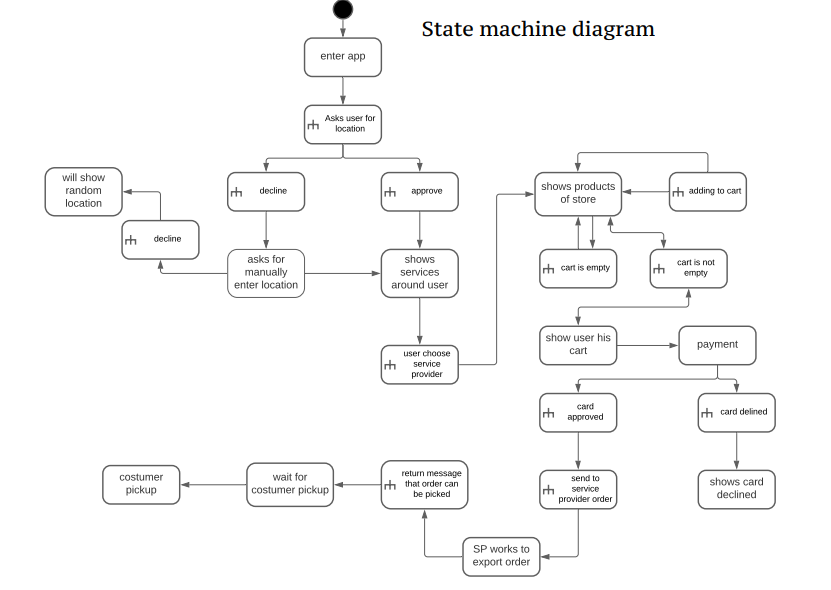 State machine diagram
enter app
Asks user for
location
decline
approve
will show
random
location
decline
asks for
manually
enter location
shows
services
around user
user choose
service
provider
shows products
of store
adding to cart
cart is empty
cart is not
empty
show user his
cart
payment
card
approved
card delined
send to
service
provider order
shows card
declined
SP works to
export order
return message
that order can
be picked
wait for
costumer pickup
costumer
pickup